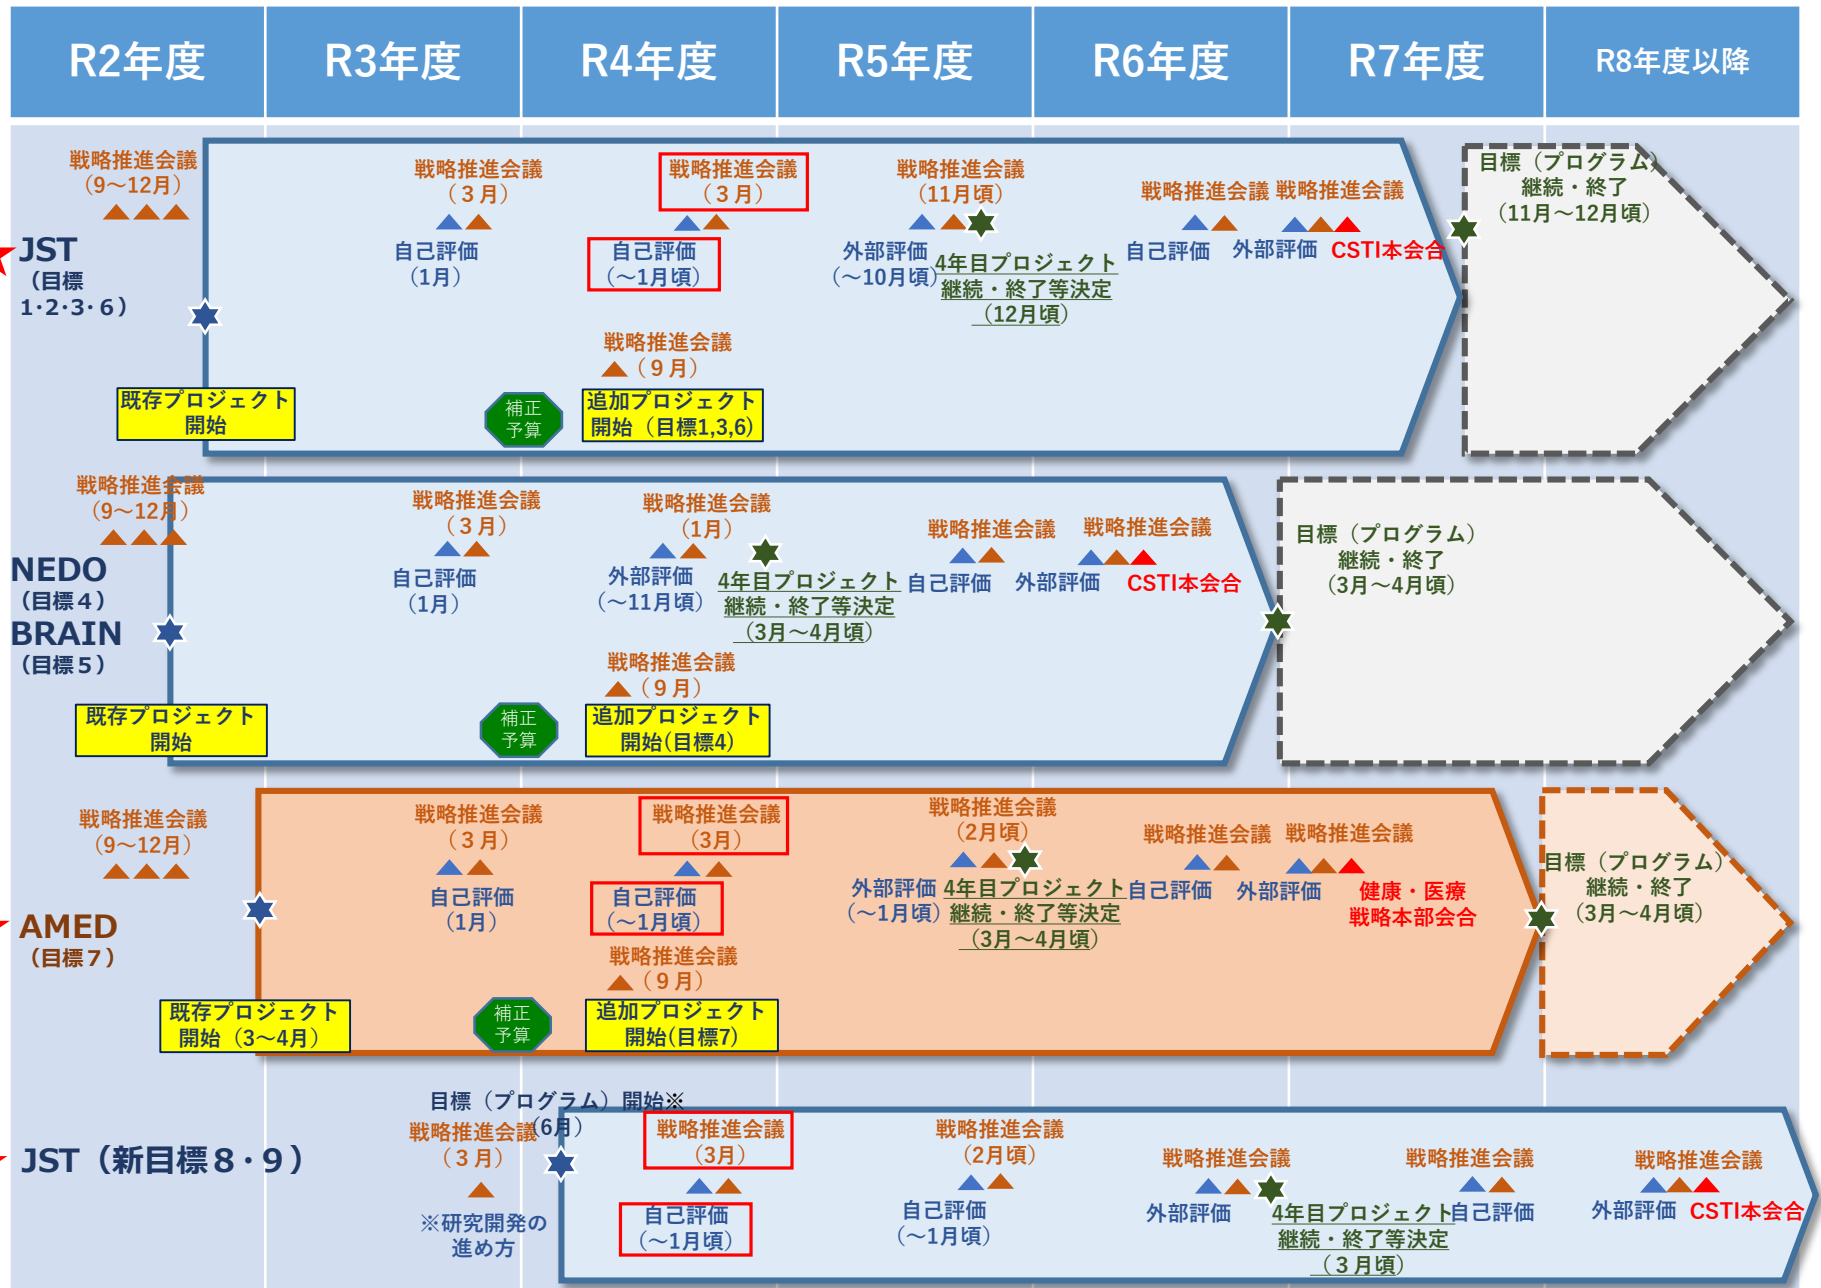 R2年度
R3年度
R4年度
R5年度
R6年度
R7年度
R8年度以降
JST
（目標
1･2･3･6）
戦略推進会議
（9～12月）
既存プロジェクト
開始
戦略推進会議
（３月）
自己評価
（1月）
補正
予算
戦略推進会議
（３月）
自己評価
（～1月頃）
戦略推進会議
（９月）
追加プロジェクト
開始（目標1,3,6)
戦略推進会議
（11月頃）
外部評価
（～10月頃）
4年目プロジェクト
継続・終了等決定
（12月頃）
戦略推進会議
自己評価
戦略推進会議
外部評価
CSTI本会合
目標（プログラム）
継続・終了
（11月～12月頃）
NEDO
（目標４）
BRAIN
（目標５）
戦略推進会議
（9～12月）
既存プロジェクト
開始
戦略推進会議
（３月）
自己評価
（1月）
補正
予算
戦略推進会議
（1月）
外部評価
（～11月頃）
4年目プロジェクト
継続・終了等決定
（3月～4月頃）
戦略推進会議
（９月）
追加プロジェクト
開始(目標4)
戦略推進会議
自己評価
戦略推進会議
外部評価
CSTI本会合
目標（プログラム）
継続・終了
（3月～4月頃）
AMED
（目標７）
戦略推進会議
（9～12月）
既存プロジェクト
開始（3～4月）
戦略推進会議
（３月）
自己評価
（1月）
補正
予算
戦略推進会議
（3月）
自己評価
（～1月頃）
戦略推進会議
（９月）
追加プロジェクト
開始(目標7)
戦略推進会議
（2月頃）
外部評価
（～1月頃）
4年目プロジェクト
継続・終了等決定
（3月～4月頃）
戦略推進会議
自己評価
戦略推進会議
外部評価
健康・医療
戦略本部会合
目標（プログラム）
継続・終了
（3月～4月頃）
JST（新目標８・９）
目標（プログラム）開始※
（6月）
戦略推進会議
（３月）
※研究開発の
進め方
戦略推進会議
（3月）
自己評価
（～1月頃）
戦略推進会議
（2月頃）
自己評価
（～1月頃）
戦略推進会議
外部評価
4年目プロジェクト
継続・終了等決定
（３月頃）
戦略推進会議
自己評価
戦略推進会議
外部評価
CSTI本会合